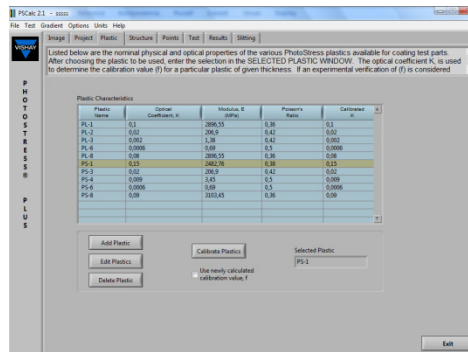 PSCalc 2.1 - sssss
File Test Gradient Options Units Help
VISHAY
Image Project Plastic Structure Points Test Results Slitting
Listed below are the nominal physical and optical properties of the various PhotoStress plastics available for coating test parts.
After choosing the plastic to be used, enter the selection in the SELECTED PLASTIC WINDOW. The optical coefficient K, is used
to determine the calibration value (f) for a particular plastic of given thickness. If an experimental verification of (f) is considered
PHOTOSTRESS® PLUS
Plastic Characteristics
Plastic Name Optical Coefficient, K Modulus, E (MPa) Poison's Ratio Calibrated K
PL-1 0,1 2896,55 0,36 0,1
PL-2 0,02 206,9 0,42 0,02
PL-3 0,002 1,38 0,42 0,002
PL-6 0,0006 0,69 0,5 0,0006
PL-8 0,08 2896,55 0,36 0,08
PS-1 0,15 2482,76 0,38 0,15
PS-3 0,02 206,9 0,42 0,02
PS-4 0,009 3,45 0,5 0,009
PS-6 0,0006 0,69 0,5 0,0006
PS-8 0,09 3103,45 0,36 0,09
Add Plastic
Edit Plastics
Delete Plastic
Calibrate Plastics
Use newly calculated
calibration value, f
Selected Plastic
PS-1
Exit